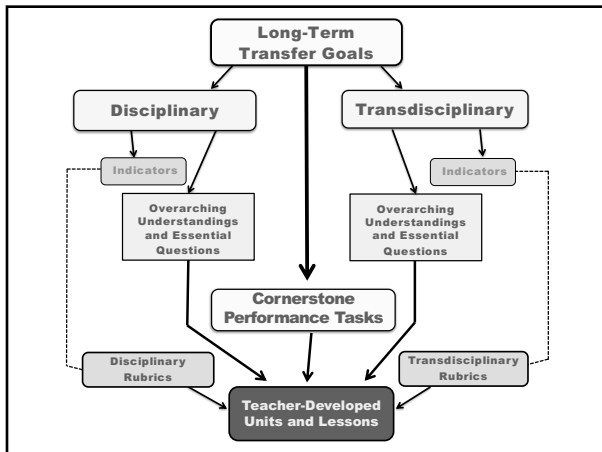 Long-Term
Transfer Goals
Disciplinary
Transdisciplinary
Indicators
Indicators
Overarching
Understandings
and Essential
Questions
Overarching
Understandings
and Essential
Questions
Cornerstone
Performance Tasks
Disciplinary
Rubrics
Transdisciplinary
Rubrics
Teacher-Developed
Units and Lessons